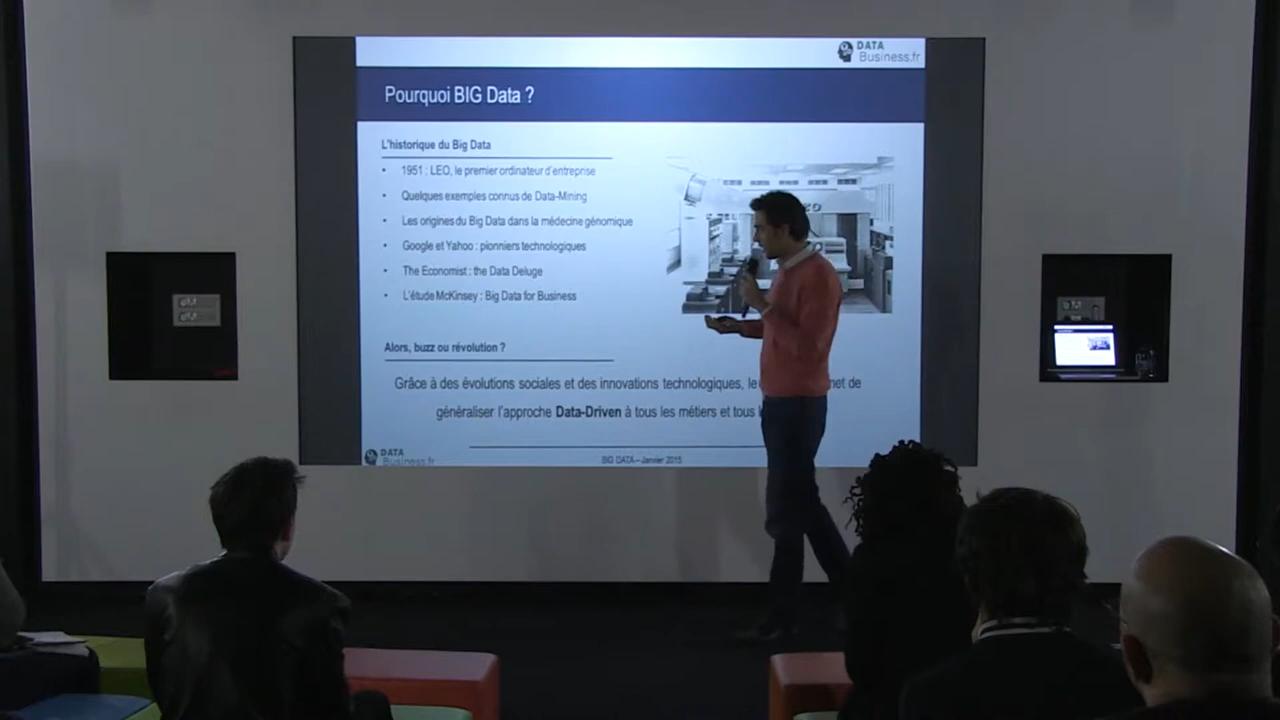 DATA
Business.fr
Pourquoi BIG Data ?
L'historique du Big Data
• 1951 : LEO, le premier ordinateur d'entreprise
• Quelques exemples connus de Data-Mining
• Les origines du Big Data dans la médecine génomique
• Google et Yahoo : pionniers technologiques
• The Economist : the Data Deluge
• L'étude McKinsey : Big Data for Business
Alors, buzz ou révolution ?
Grâce à des évolutions sociales et des innovations technologiques, le met de
généraliser l'approche Data-Driven à tous les métiers et tous
DATA
Business.fr
BIG DATA – Janvier 2015